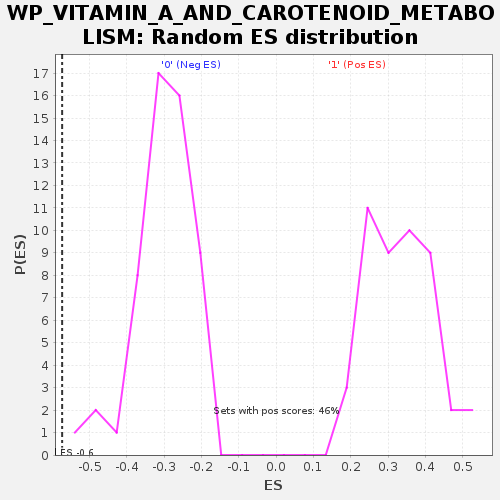 WP_VITAMIN_A_AND_CAROTENOID_METABO
LISM: Random ES distribution
'0' (Neg ES)
'1' (Pos ES)
17
16
15
14
13
12
11
10
9
8
7
6
5
4
3
2
1
0
P(ES)
Sets with pos scores: 46%
ES -0.6
-0.5 -0.4 -0.3 -0.2 -0.1 0.0 0.1 0.2 0.3 0.4 0.5
ES